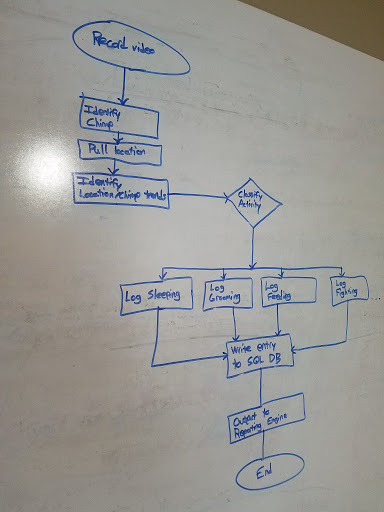 Record video
Identify
Chimp
Pull location
Identify
Location/Chimp trends
Classify
Activity
Log Sleeping
Log
Grooming
Log
Feeding
Log
Fighting
...
Write entry
to SQL DB
Output to
Reporting Engine
End